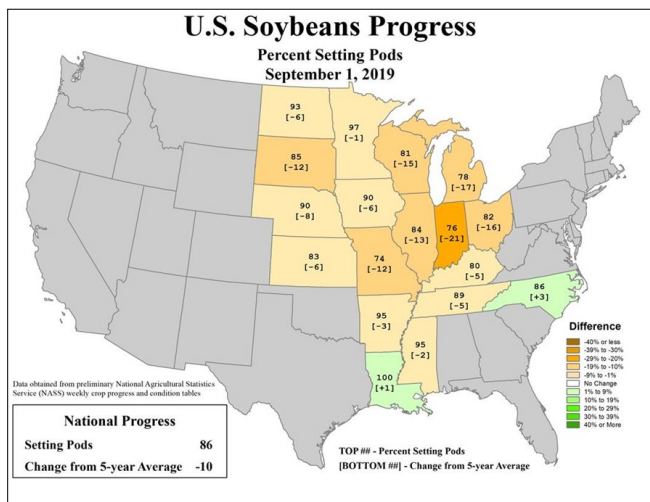 U.S. Soybeans Progress
Percent Setting Pods
September 1, 2019
93
[-6]
97
[-1]
81
[-15]
85
[-12]
78
[-17]
90
[-8]
90
[-6]
84
[-13]
76
[-21]
82
[-16]
83
[-6]
74
[-12]
80
[-5]
89
[-5]
86
[+3]
95
[-3]
95
[-2]
100
[+1]
Difference
-40% or less
-39% to -30%
-29% to -20%
-19% to -10%
-9% to -1%
No Change
1% to 9%
10% to 19%
20% to 29%
30% to 39%
40% or More
Data obtained from preliminary National Agricultural Statistics
Service (NASS) weekly crop progress and condition tables
National Progress
Setting Pods 86
Change from 5-year Average -10
TOP ## - Percent Setting Pods
[BOTTOM ##] - Change from 5-year Average